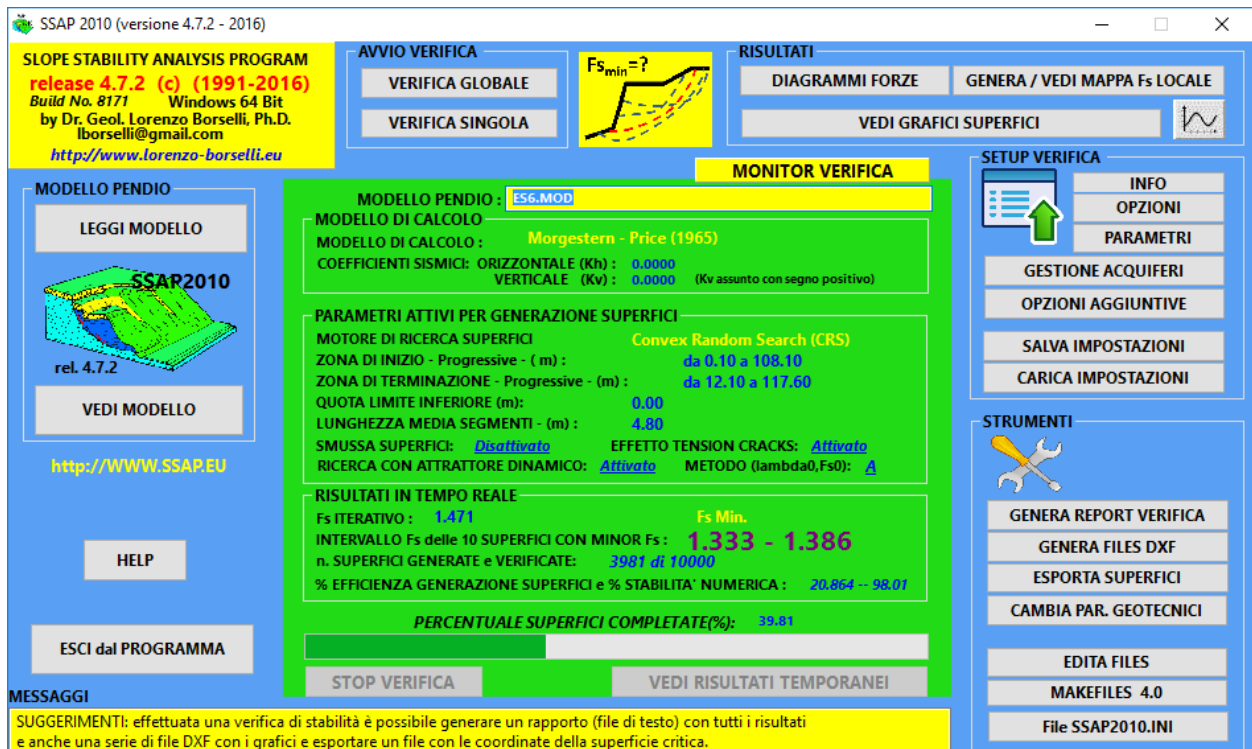 SSAP 2010 (versione 4.7.2 - 2016)
SLOPE STABILITY ANALYSIS PROGRAM
release 4.7.2 (c) (1991-2016)
Build No. 8171 Windows 64 Bit
by Dr. Geol. Lorenzo Borselli, Ph.D.
lborselli@gmail.com
http://www.lorenzo-borselli.eu
AVVIO VERIFICA
VERIFICA GLOBALE
VERIFICA SINGOLA
Fsmin=?
RISULTATI
DIAGRAMMI FORZE
GENERA / VEDI MAPPA Fs LOCALE
VEDI GRAFICI SUPERFICI
MODELLO PENDIO
LEGGI MODELLO
SSAP2010
rel. 4.7.2
VEDI MODELLO
http://WWW.SSAP.EU
HELP
ESCI dal PROGRAMMA
MONITOR VERIFICA
MODELLO PENDIO : ES6.MOD
MODELLO DI CALCOLO
MODELLO DI CALCOLO : Morgestern - Price (1965)
COEFFICIENTI SISMICI: ORIZZONTALE (Kh) : 0.0000
VERTICALE (Kv) : 0.0000 (Kv assunto con segno positivo)
PARAMETRI ATTIVI PER GENERAZIONE SUPERFICI
MOTORE DI RICERCA SUPERFICI Convex Random Search (CRS)
ZONA DI INIZIO - Progressive - ( m) : da 0.10 a 108.10
ZONA DI TERMINAZIONE - Progressive - (m) : da 12.10 a 117.60
QUOTA LIMITE INFERIORE (m): 0.00
LUNGHEZZA MEDIA SEGMENTI - (m) : 4.80
SMUSSA SUPERFICI: Disattivato EFFETTO TENSION CRACKS: Attivato
RICERCA CON ATTRATTORE DINAMICO: Attivato METODO (lambda0,Fs0): A
RISULTATI IN TEMPO REALE
Fs ITERATIVO : 1.471 Fs Min.
INTERVALLO Fs delle 10 SUPERFICI CON MINOR Fs : 1.333 - 1.386
n. SUPERFICI GENERATE e VERIFICATE: 3981 di 10000
% EFFICIENZA GENERAZIONE SUPERFICI e % STABILITA' NUMERICA : 20.864 -- 98.01
PERCENTUALE SUPERFICI COMPLETATE(%): 39.81
STOP VERIFICA
VEDI RISULTATI TEMPORANEI
SETUP VERIFICA
INFO
OPZIONI
PARAMETRI
GESTIONE ACQUIFERI
OPZIONI AGGIUNTIVE
SALVA IMPOSTAZIONI
CARICA IMPOSTAZIONI
STRUMENTI
GENERA REPORT VERIFICA
GENERA FILES DXF
ESPORTA SUPERFICI
CAMBIA PAR. GEOTECNICI
EDITA FILES
MAKEFILES 4.0
File SSAP2010.INI
MESSAGGI
SUGGERIMENTI: effettuata una verifica di stabilità è possibile generare un rapporto (file di testo) con tutti i risultati
e anche una serie di file DXF con i grafici e esportare un file con le coordinate della superficie critica.